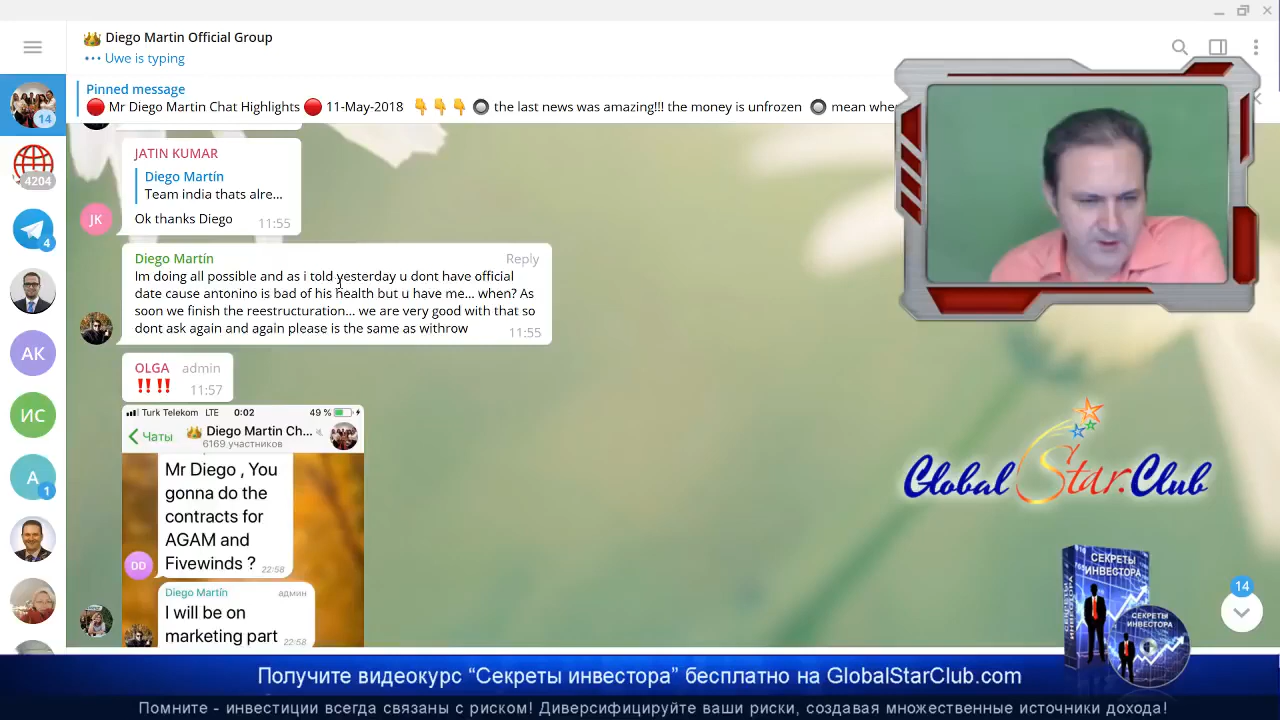 Diego Martin Official Group
Uwe is typing
Pinned message
Mr Diego Martin Chat Highlights 11-May-2018 the last news was amazing!!! the money is unfrozen mean whe
14
4204
4
АК
ИС
А
1
JATIN KUMAR
Diego Martín
Team india thats alre...
Ok thanks Diego
11:55
JK
Diego Martín
Reply
Im doing all possible and as i told yesterday u dont have official
date cause antonino is bad of his health but u have me... when? As
soon we finish the reestructuration... we are very good with that so
dont ask again and again please is the same as withrow
11:55
OLGA admin
‼️ ‼️
11:57
Turk Telekom LTE 0:02 49 %
Чаты
Diego Martin Ch...
6169 участников
Mr Diego , You
gonna do the
contracts for
AGAM and
Fivewinds ?
22:58
DD
Diego Martín админ
I will be on
marketing part
22:58
Global Star.Club
СЕКРЕТЫ
ИНВЕСТОРА
СЕКРЕТЫ
ИНВЕСТОРА
14
Получите видеокурс “Секреты инвестора” бесплатно на GlobalStarClub.com
Помните - инвестиции всегда связаны с риском! Диверсифицируйте ваши риски, создавая множественные источники дохода!